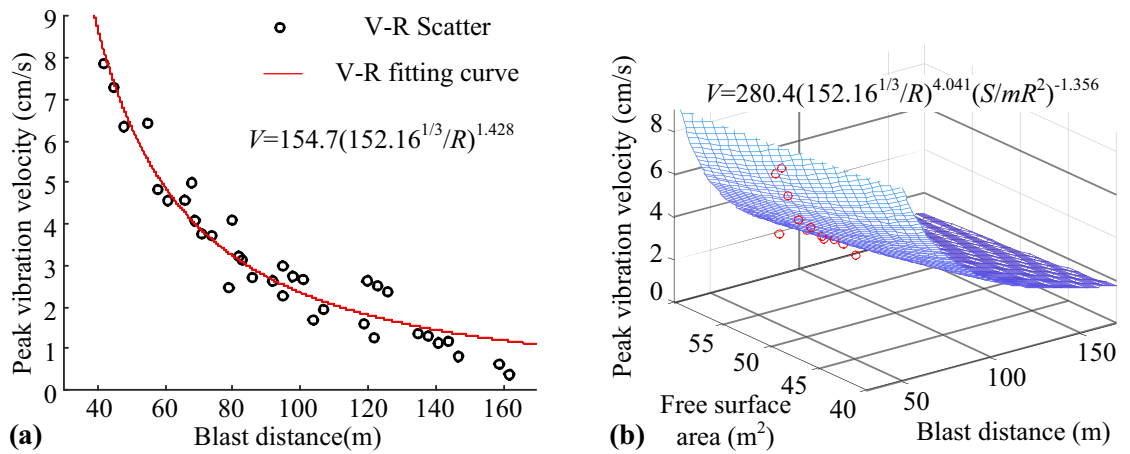 9
8
7
6
5
4
3
2
1
0
Peak vibration velocity (cm/s)
V-R Scatter
V-R fitting curve
V=154.7(152.16^{1/3}/R)^{1.428}
40 60 80 100 120 140 160
Blast distance(m)
(a)
8
6
4
2
0
Peak vibration velocity (cm/s)
V=280.4(152.16^{1/3}/R)^{4.041}(S/mR^{2})^{-1.356}
55
50
45
40
Free surface
area (m^{2})
50
100
150
Blast distance (m)
(b)